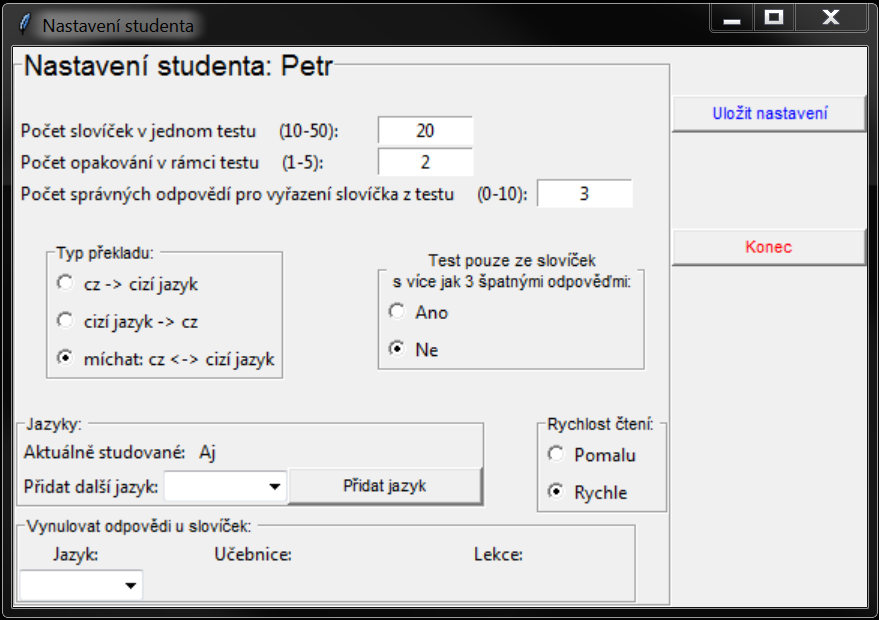 Nastavení studenta
Nastavení studenta: Petr
Uložit nastavení
Počet slovíček v jednom testu (10-50): 20
Počet opakování v rámci testu (1-5): 2
Počet správných odpovědí pro vyřazení slovíčka z testu (0-10): 3
Konec
Typ překladu:
cz -> cizí jazyk
cizí jazyk -> cz
míchat: cz <-> cizí jazyk
Test pouze ze slovíček
s více jak 3 špatnými odpověďmi:
Ano
Ne
Jazyky:
Aktuálně studované: Aj
Přidat další jazyk: Přidat jazyk
Rychlost čtení:
Pomalu
Rychle
Vynulovat odpovědi u slovíček:
Jazyk: Učebnice: Lekce: